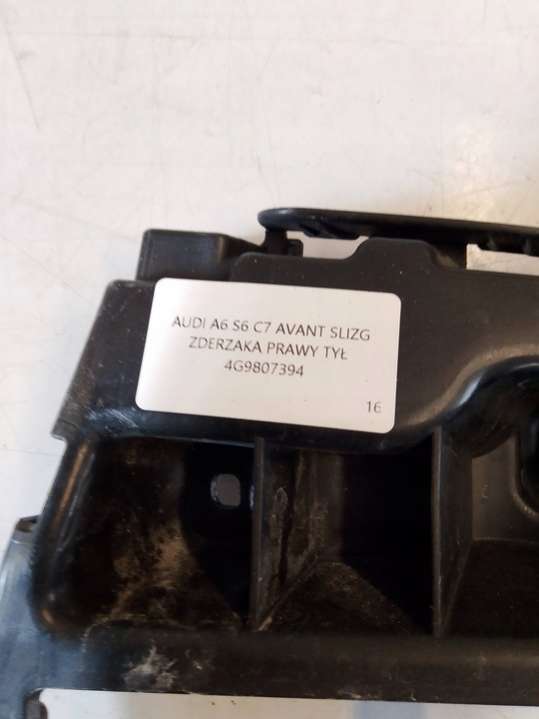 AUDI A6 S6 C7 AVANT SLIZG
ZDERZAKA PRAWY TYŁ
4G9807394
16